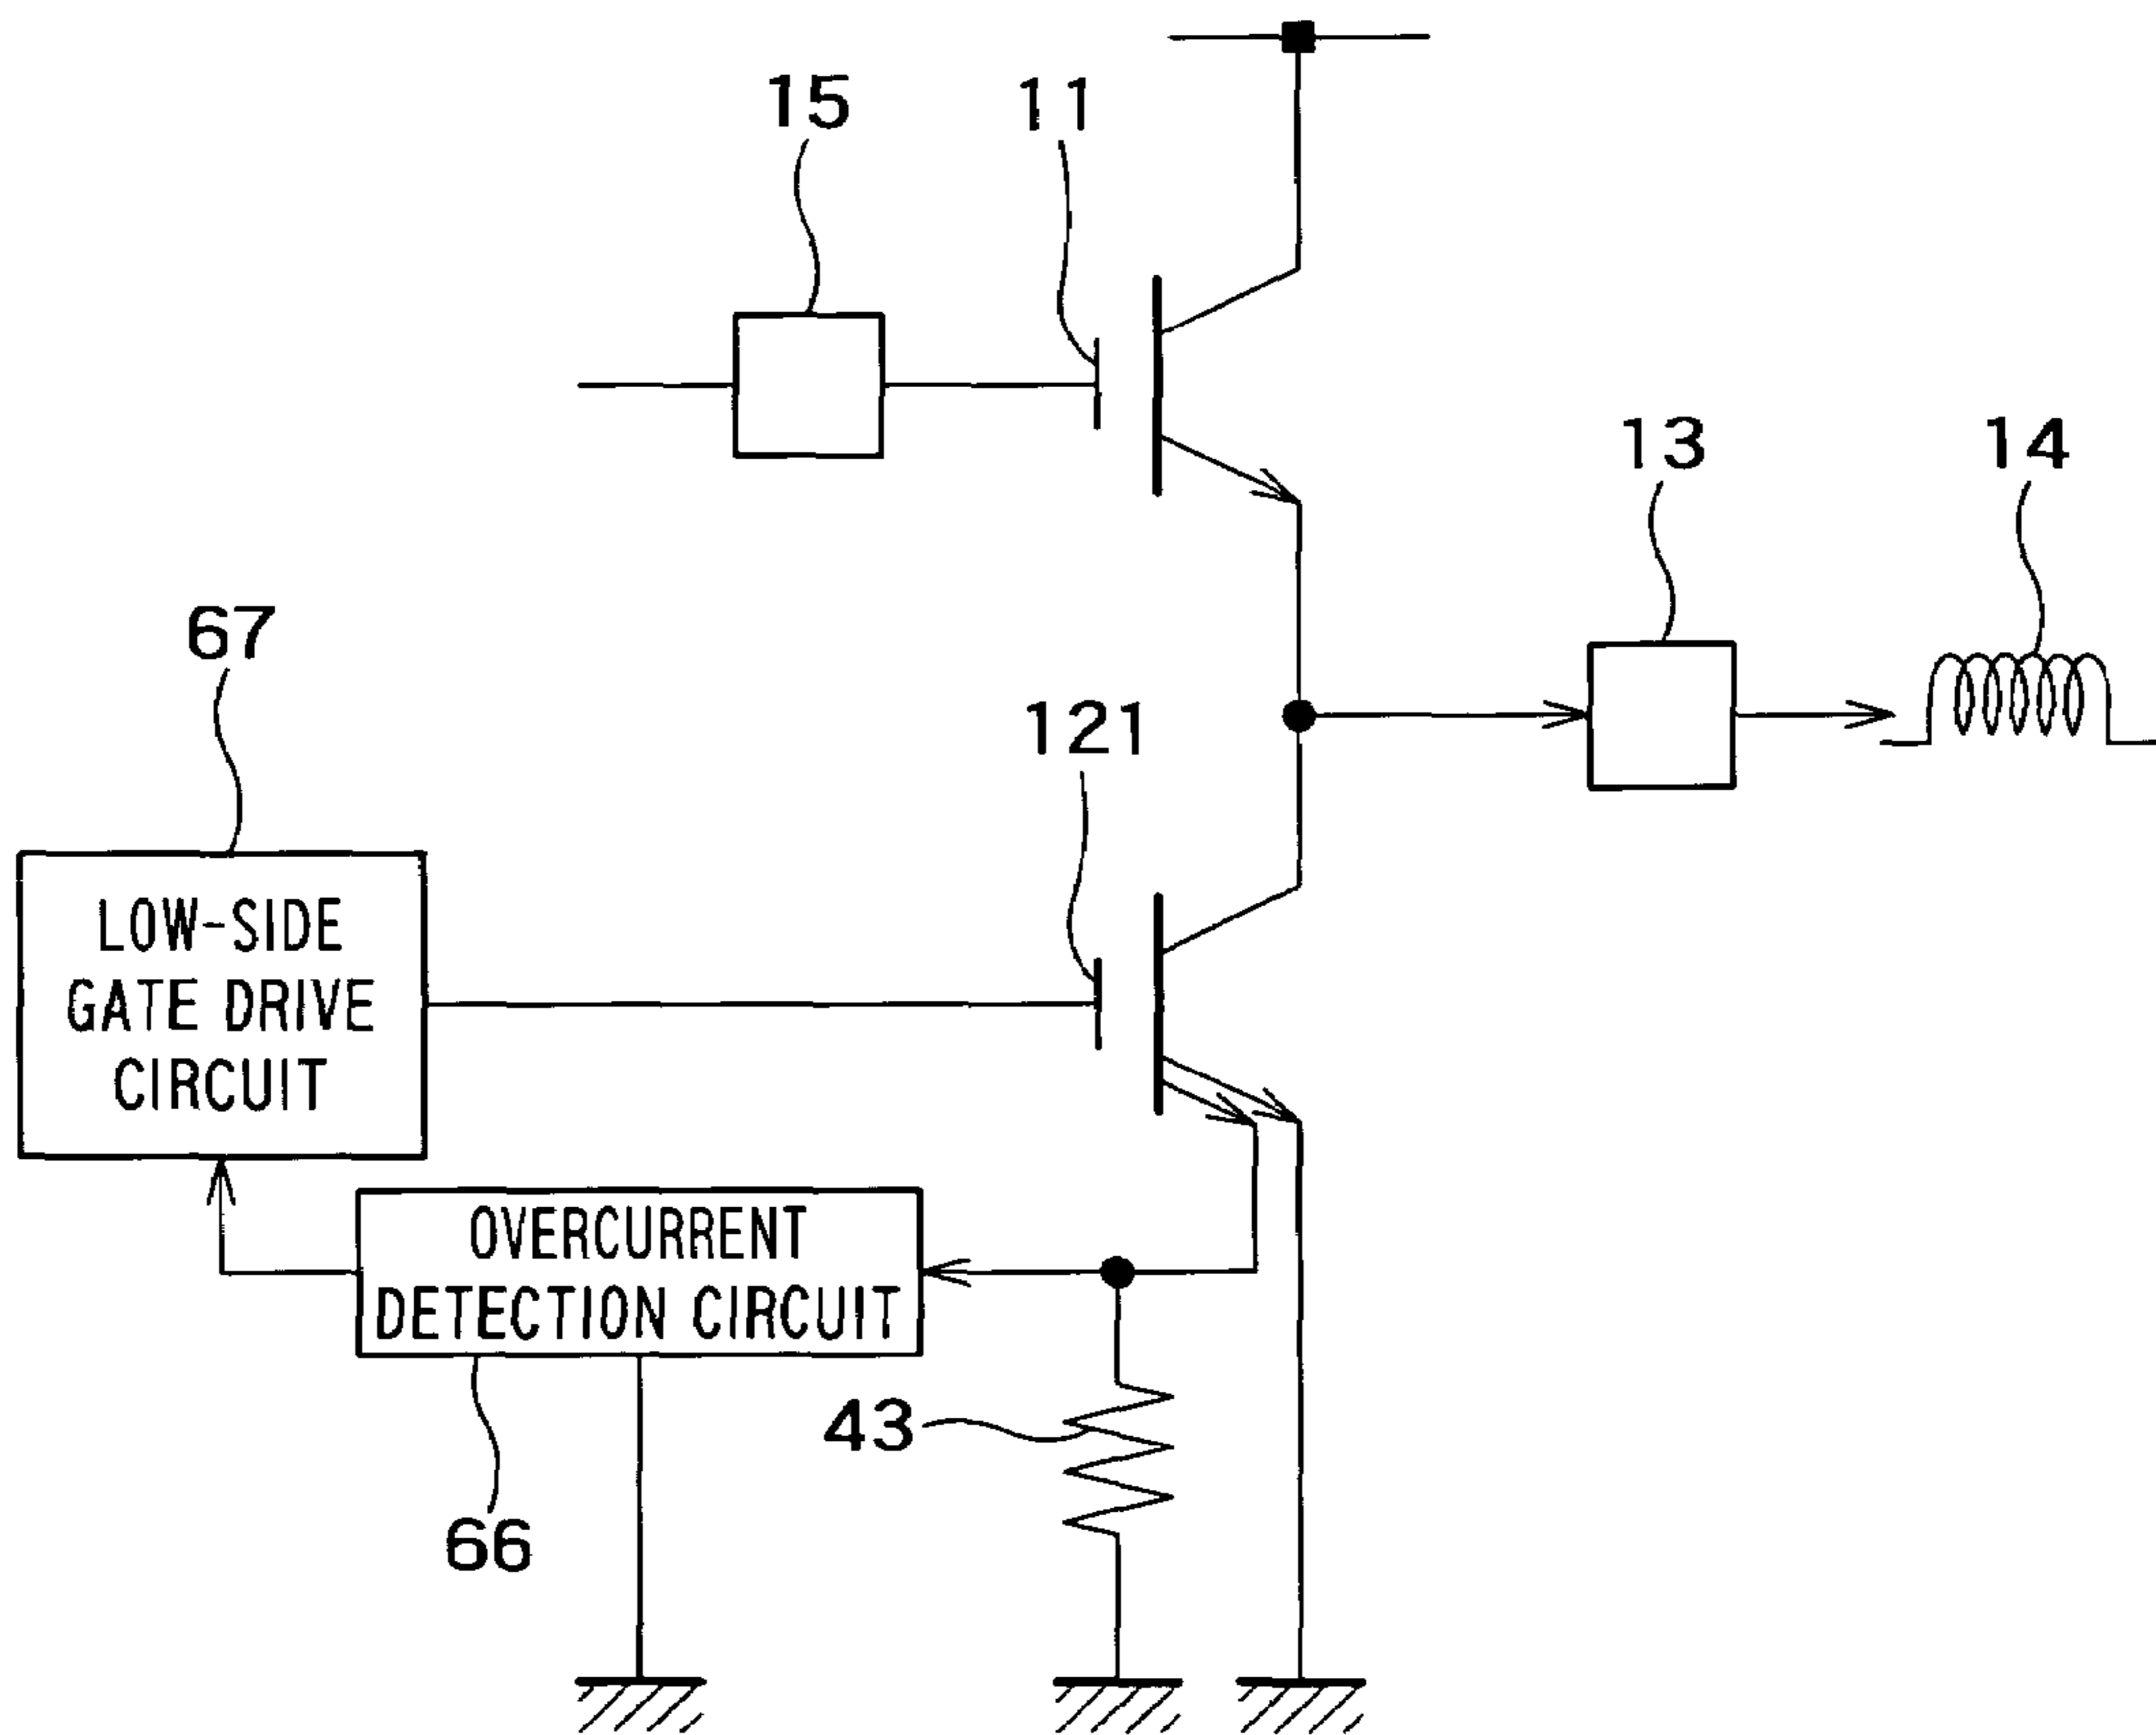 15
11
13
14
67
121
LOW-SIDE
GATE DRIVE
CIRCUIT
OVERCURRENT
DETECTION CIRCUIT
43
66